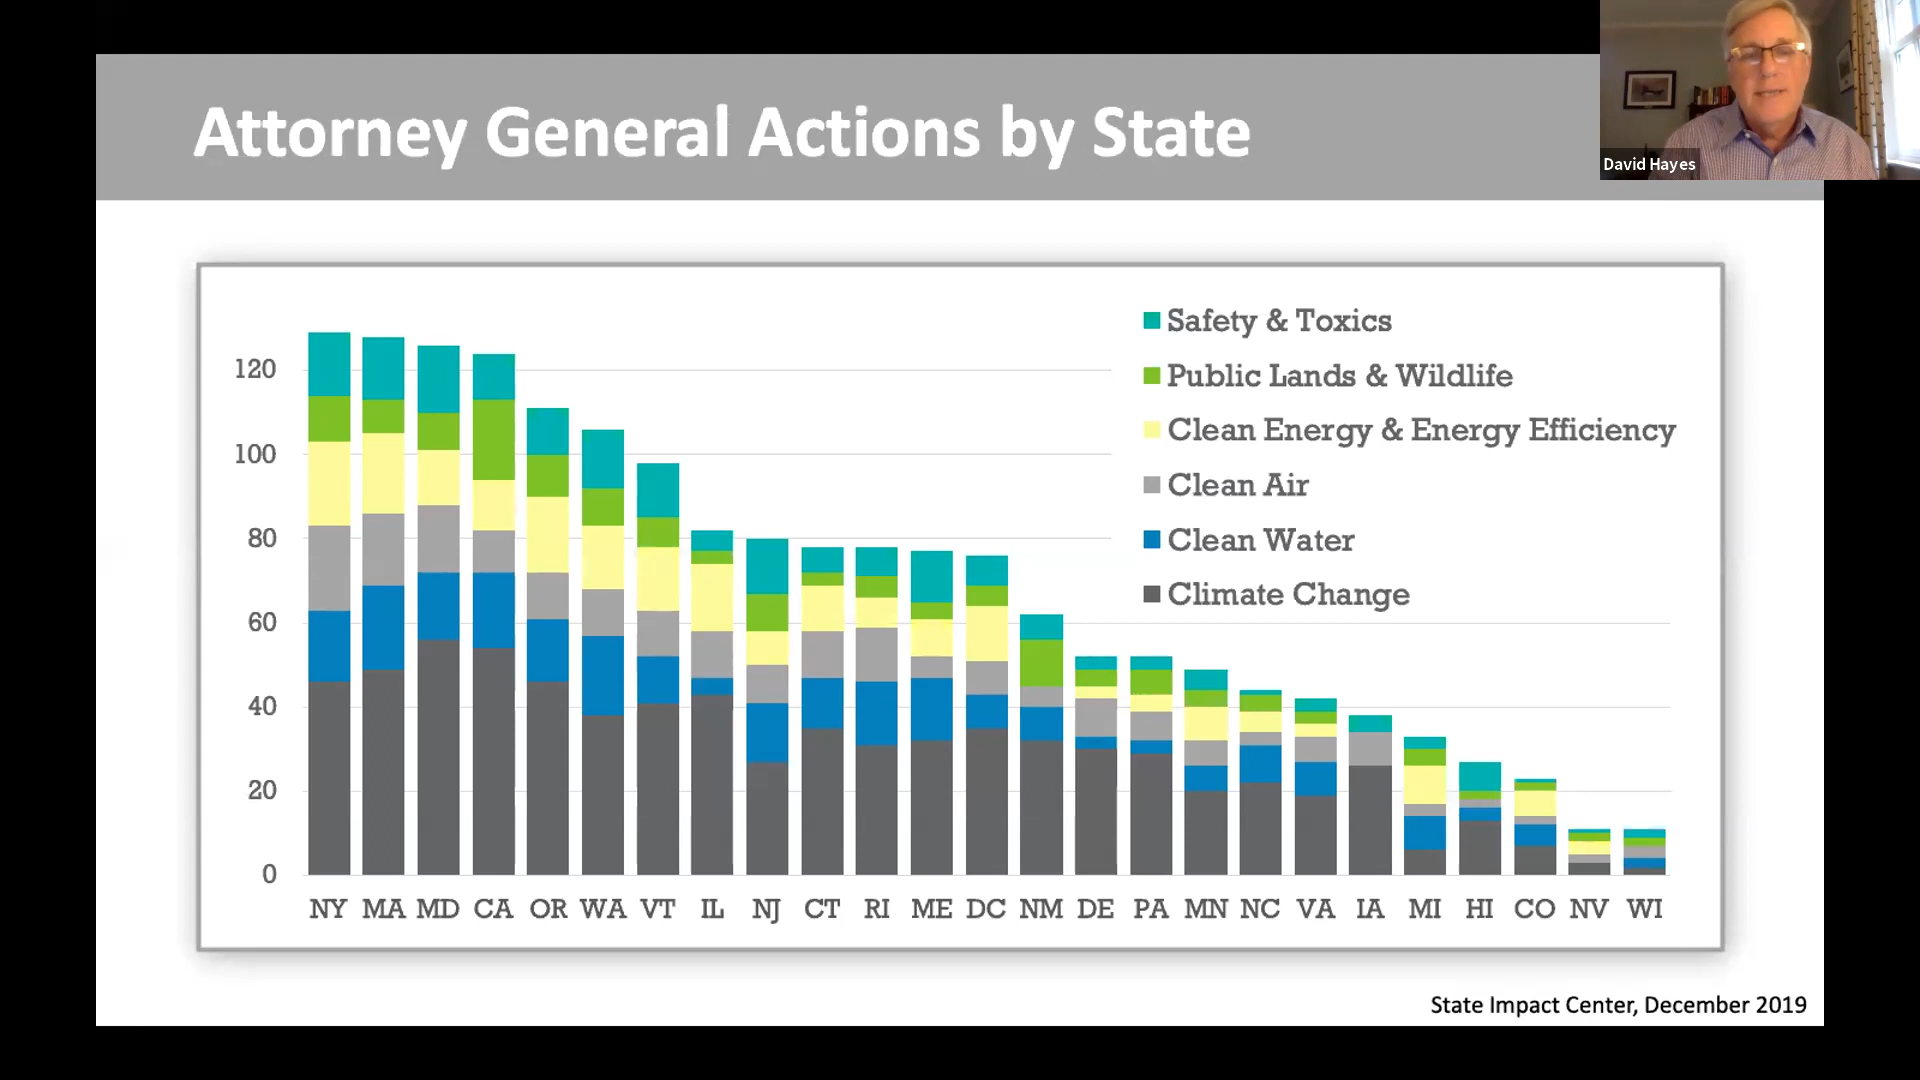 Attorney General Actions by State
David Hayes
Safety & Toxics
Public Lands & Wildlife
Clean Energy & Energy Efficiency
Clean Air
Clean Water
Climate Change
120
100
80
60
40
20
0
NY MA MD CA OR WA VT IL NJ CT RI ME DC NM DE PA MN NC VA IA MI HI CO NV WI
State Impact Center, December 2019